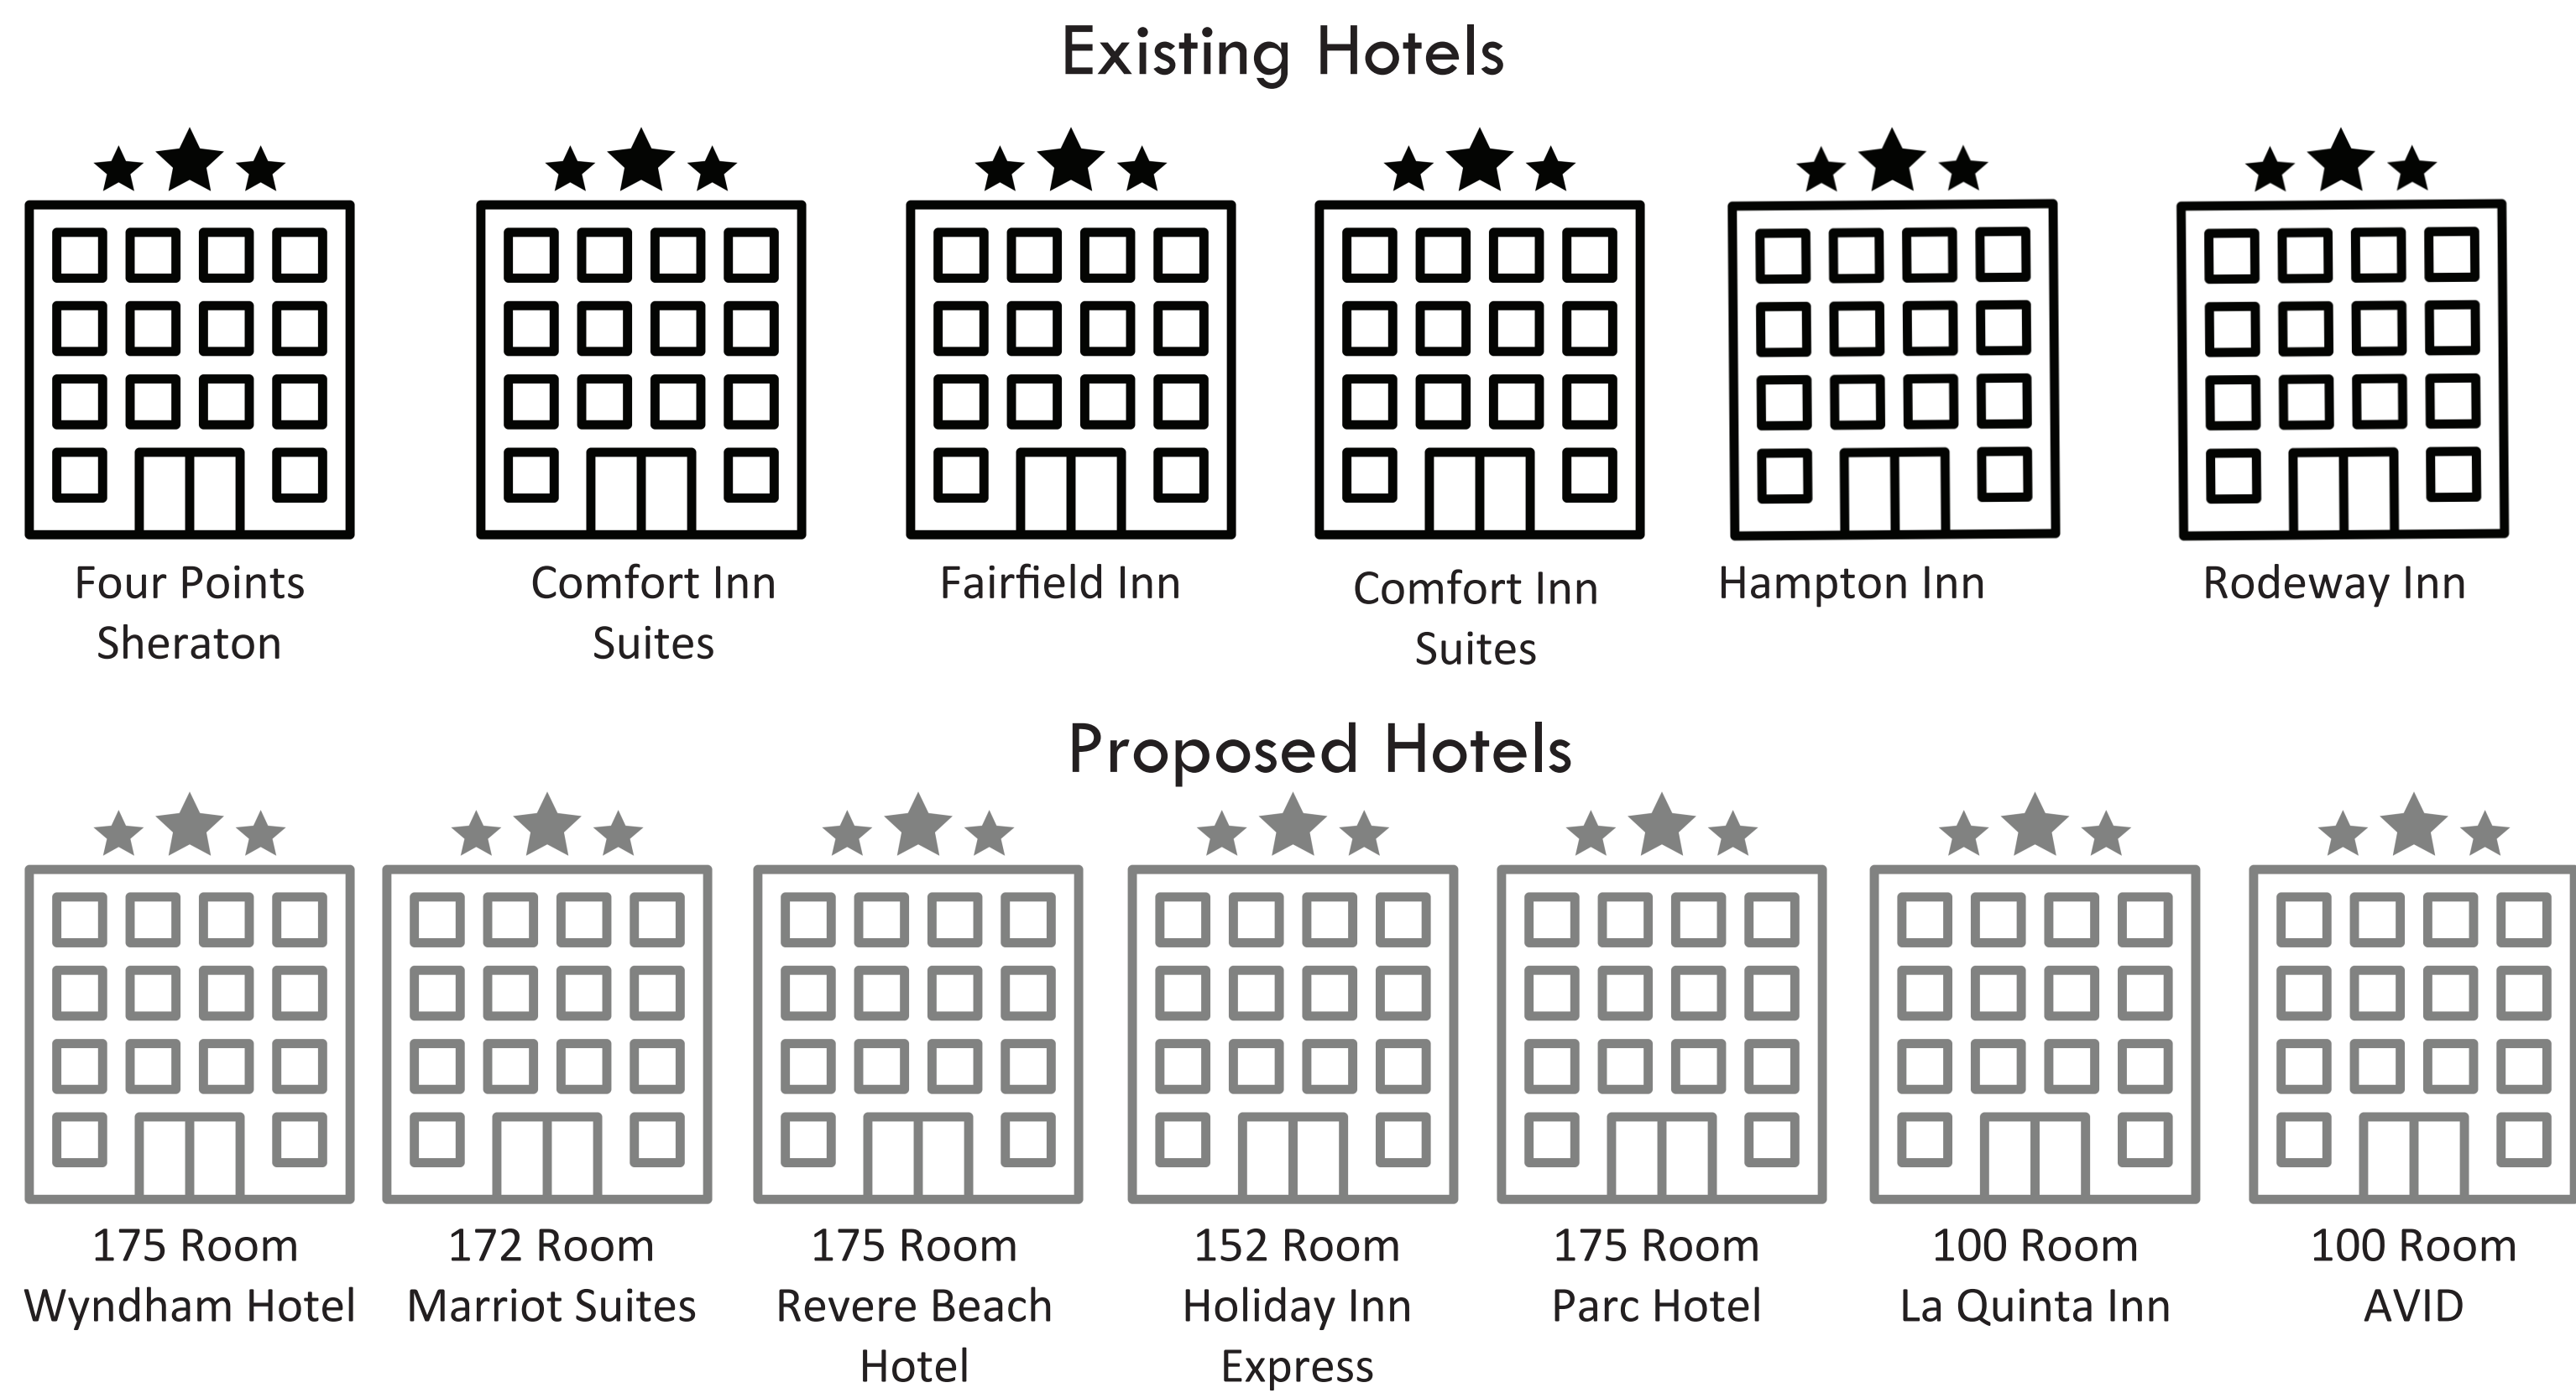 Existing Hotels
Four Points
Sheraton
Comfort Inn
Suites
Fairfield Inn
Comfort Inn
Suites
Hampton Inn
Rodeway Inn
Proposed Hotels
175 Room
Wyndham Hotel
172 Room
Marriot Suites
175 Room
Revere Beach
Hotel
152 Room
Holiday Inn
Express
175 Room
Parc Hotel
100 Room
La Quinta Inn
100 Room
AVID